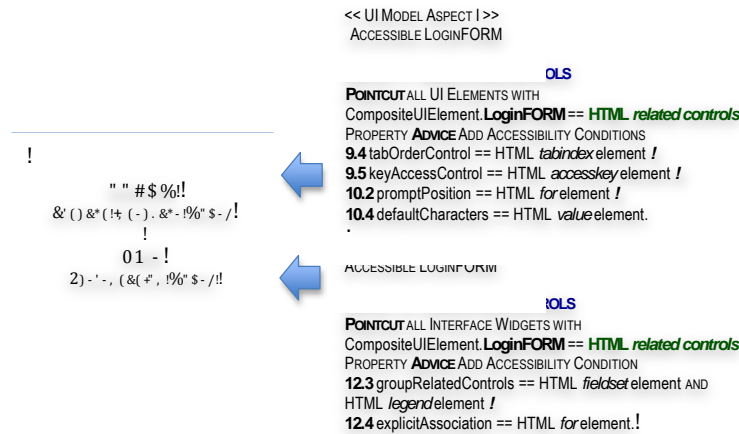 << UI MODEL ASPECT I >>
ACCESSIBLE LOGINFORM
OLS
POINTCUT ALL UI ELEMENTS WITH
CompositeUIElement.LoginFORM == HTML related controls
PROPERTY ADVICE ADD ACCESSIBILITY CONDITIONS
9.4 tabOrderControl == HTML tabindex element !
9.5 keyAccessControl == HTML accesskey element !
10.2 promptPosition == HTML for element !
10.4 defaultCharacters == HTML value element.
!
" " # $ %!!
!
0 1 - !
ACCESSIBLE LOGINFORM
ROLS
POINTCUT ALL INTERFACE WIDGETS WITH
CompositeUIElement.LoginFORM == HTML related controls
PROPERTY ADVICE ADD ACCESSIBILITY CONDITION
12.3 groupRelatedControls == HTML fieldset element AND
HTML legend element !
12.4 explicitAssociation == HTML for element.!